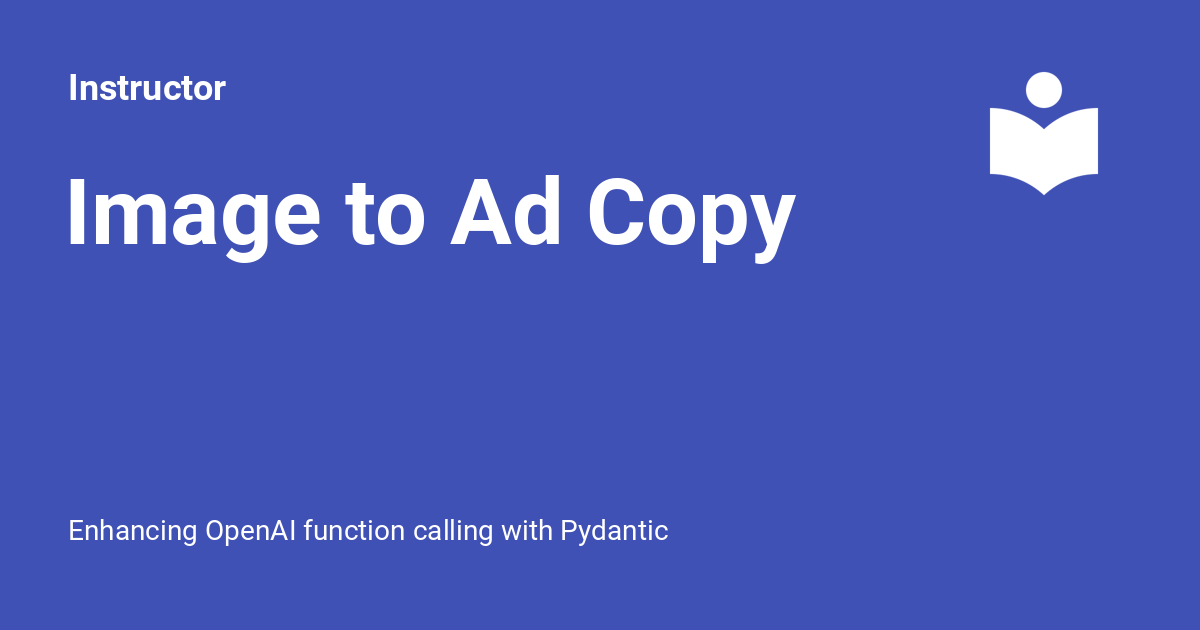 Instructor
Image to Ad Copy
Enhancing OpenAI function calling with Pydantic